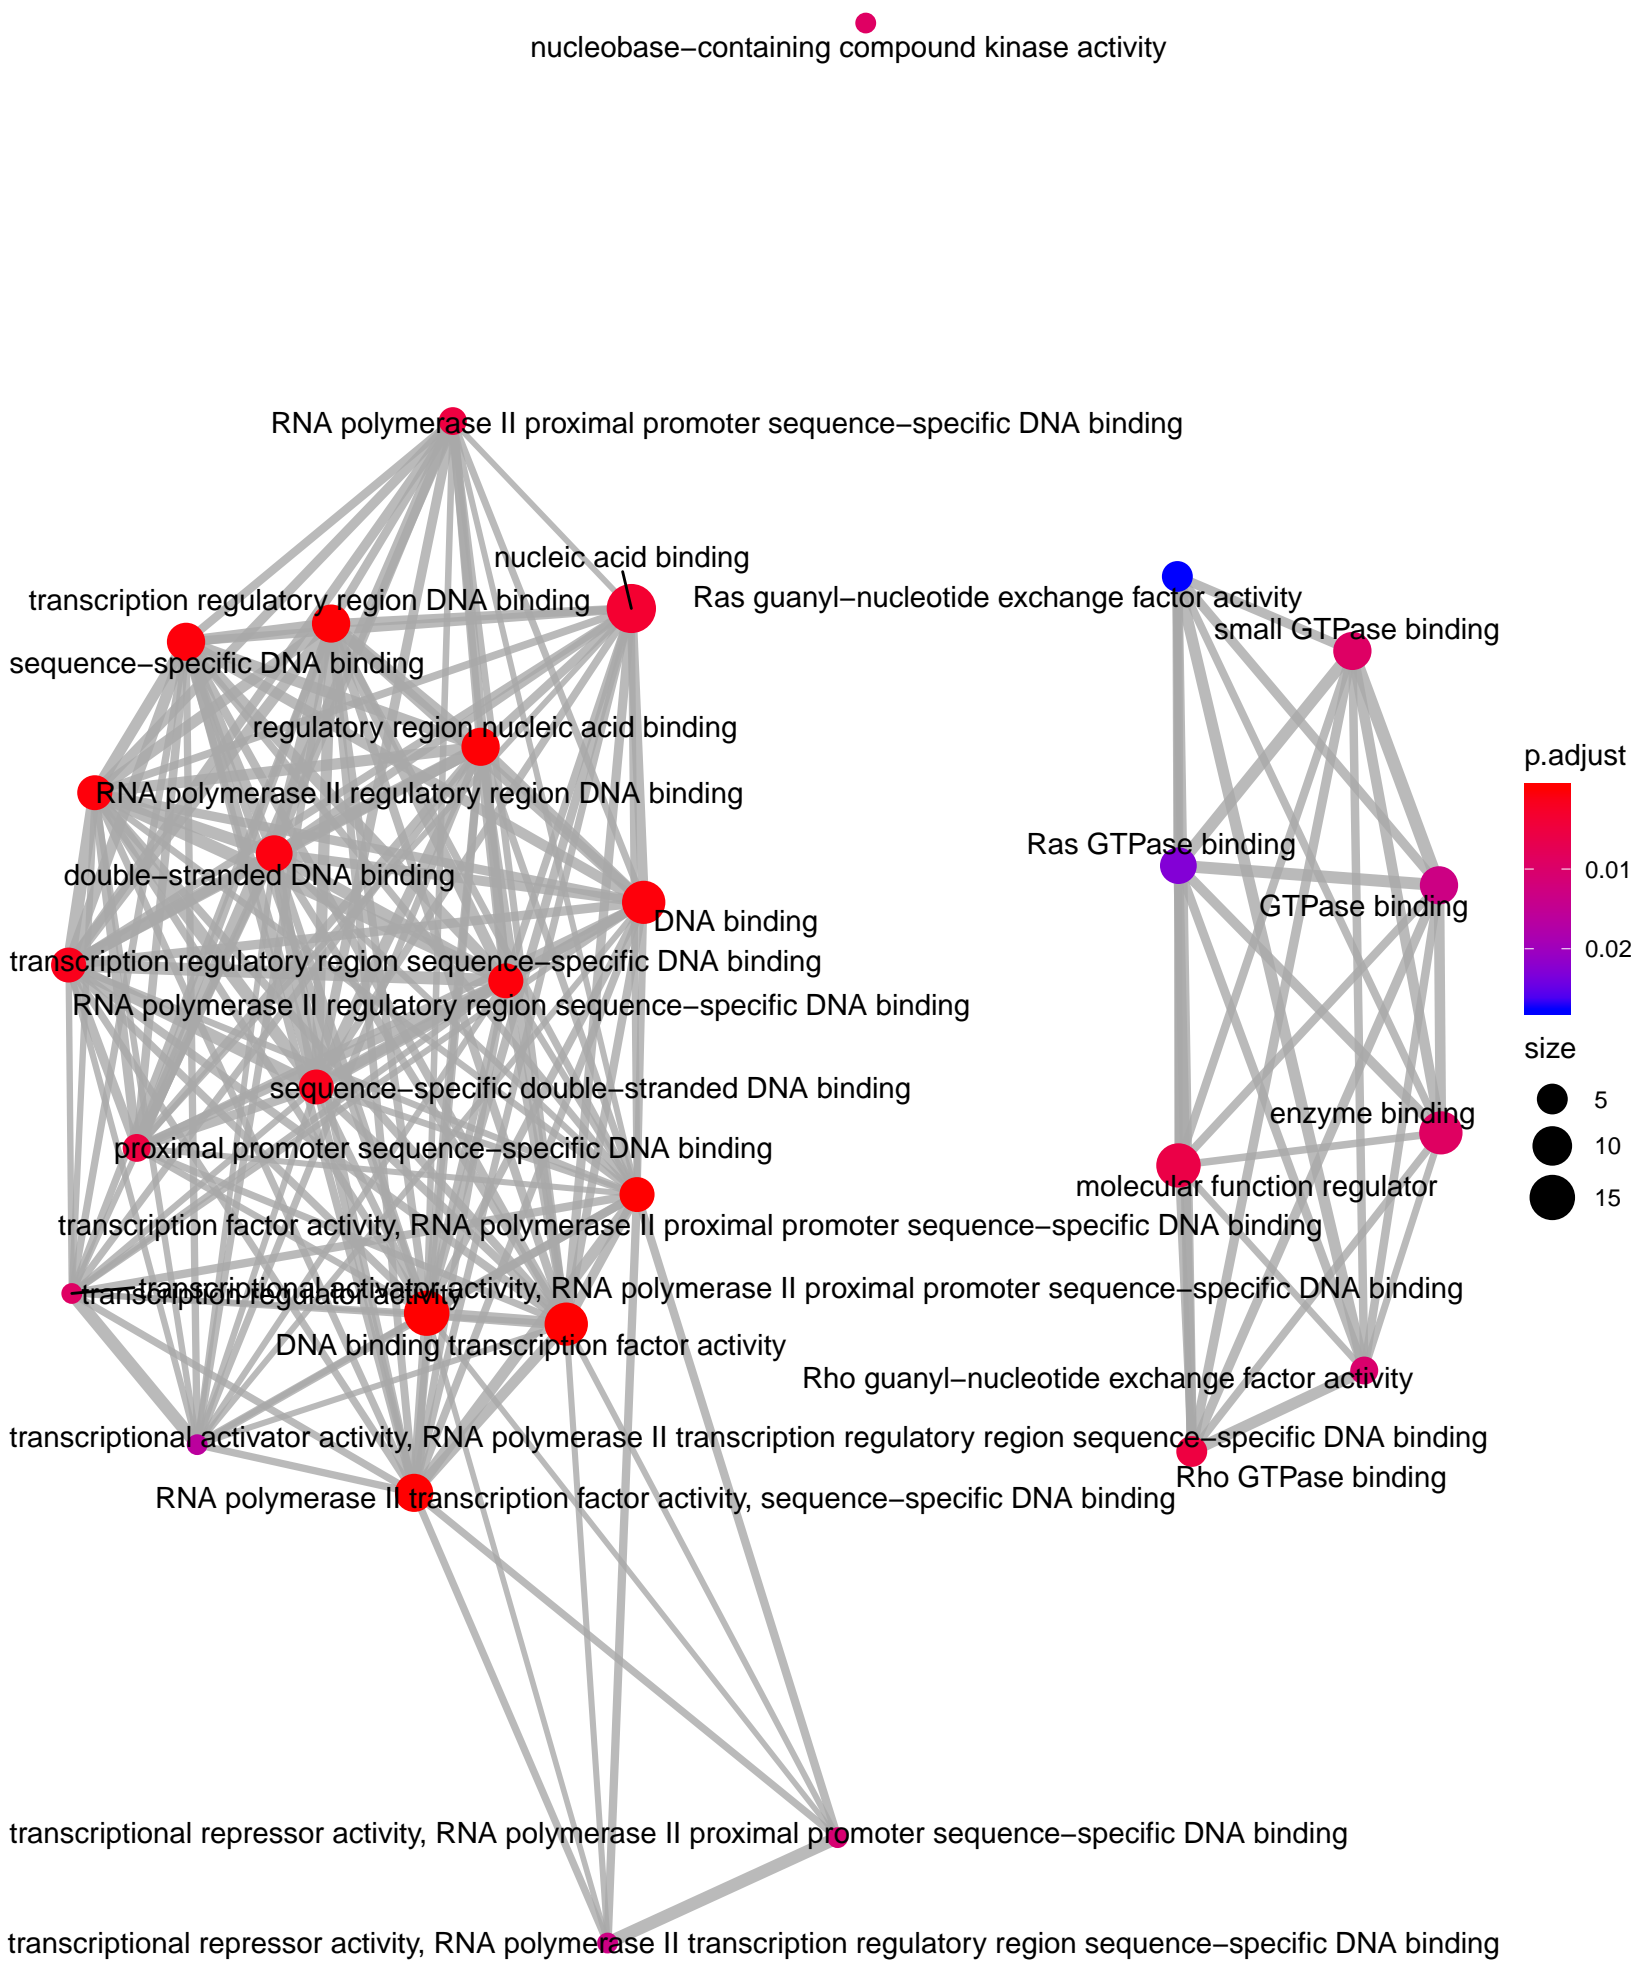 nucleobase−containing compound kinase activity
RNA polymerase II proximal promoter sequence−specific DNA binding
nucleic acid binding
transcription regulatory region DNA binding
Ras guanyl−nucleotide exchange factor activity
small GTPase binding
sequence−specific DNA binding
regulatory region nucleic acid binding
p.adjust
RNA polymerase II regulatory region DNA binding
Ras GTPase binding
0.01
double−stranded DNA binding
GTPase binding
DNA binding
0.02
transcription regulatory region sequence−specific DNA binding
RNA polymerase II regulatory region sequence−specific DNA binding
size
sequence−specific double−stranded DNA binding
5
enzyme binding
10
proximal promoter sequence−specific DNA binding
molecular function regulator
15
transcription factor activity, RNA polymerase II proximal promoter sequence−specific DNA binding
transcriptional activator activity, RNA polymerase II proximal promoter sequence−specific DNA binding
transcription regulator activity
DNA binding transcription factor activity
Rho guanyl−nucleotide exchange factor activity
transcriptional activator activity, RNA polymerase II transcription regulatory region sequence−specific DNA binding
Rho GTPase binding
RNA polymerase II transcription factor activity, sequence−specific DNA binding
transcriptional repressor activity, RNA polymerase II proximal promoter sequence−specific DNA binding
transcriptional repressor activity, RNA polymerase II transcription regulatory region sequence−specific DNA binding